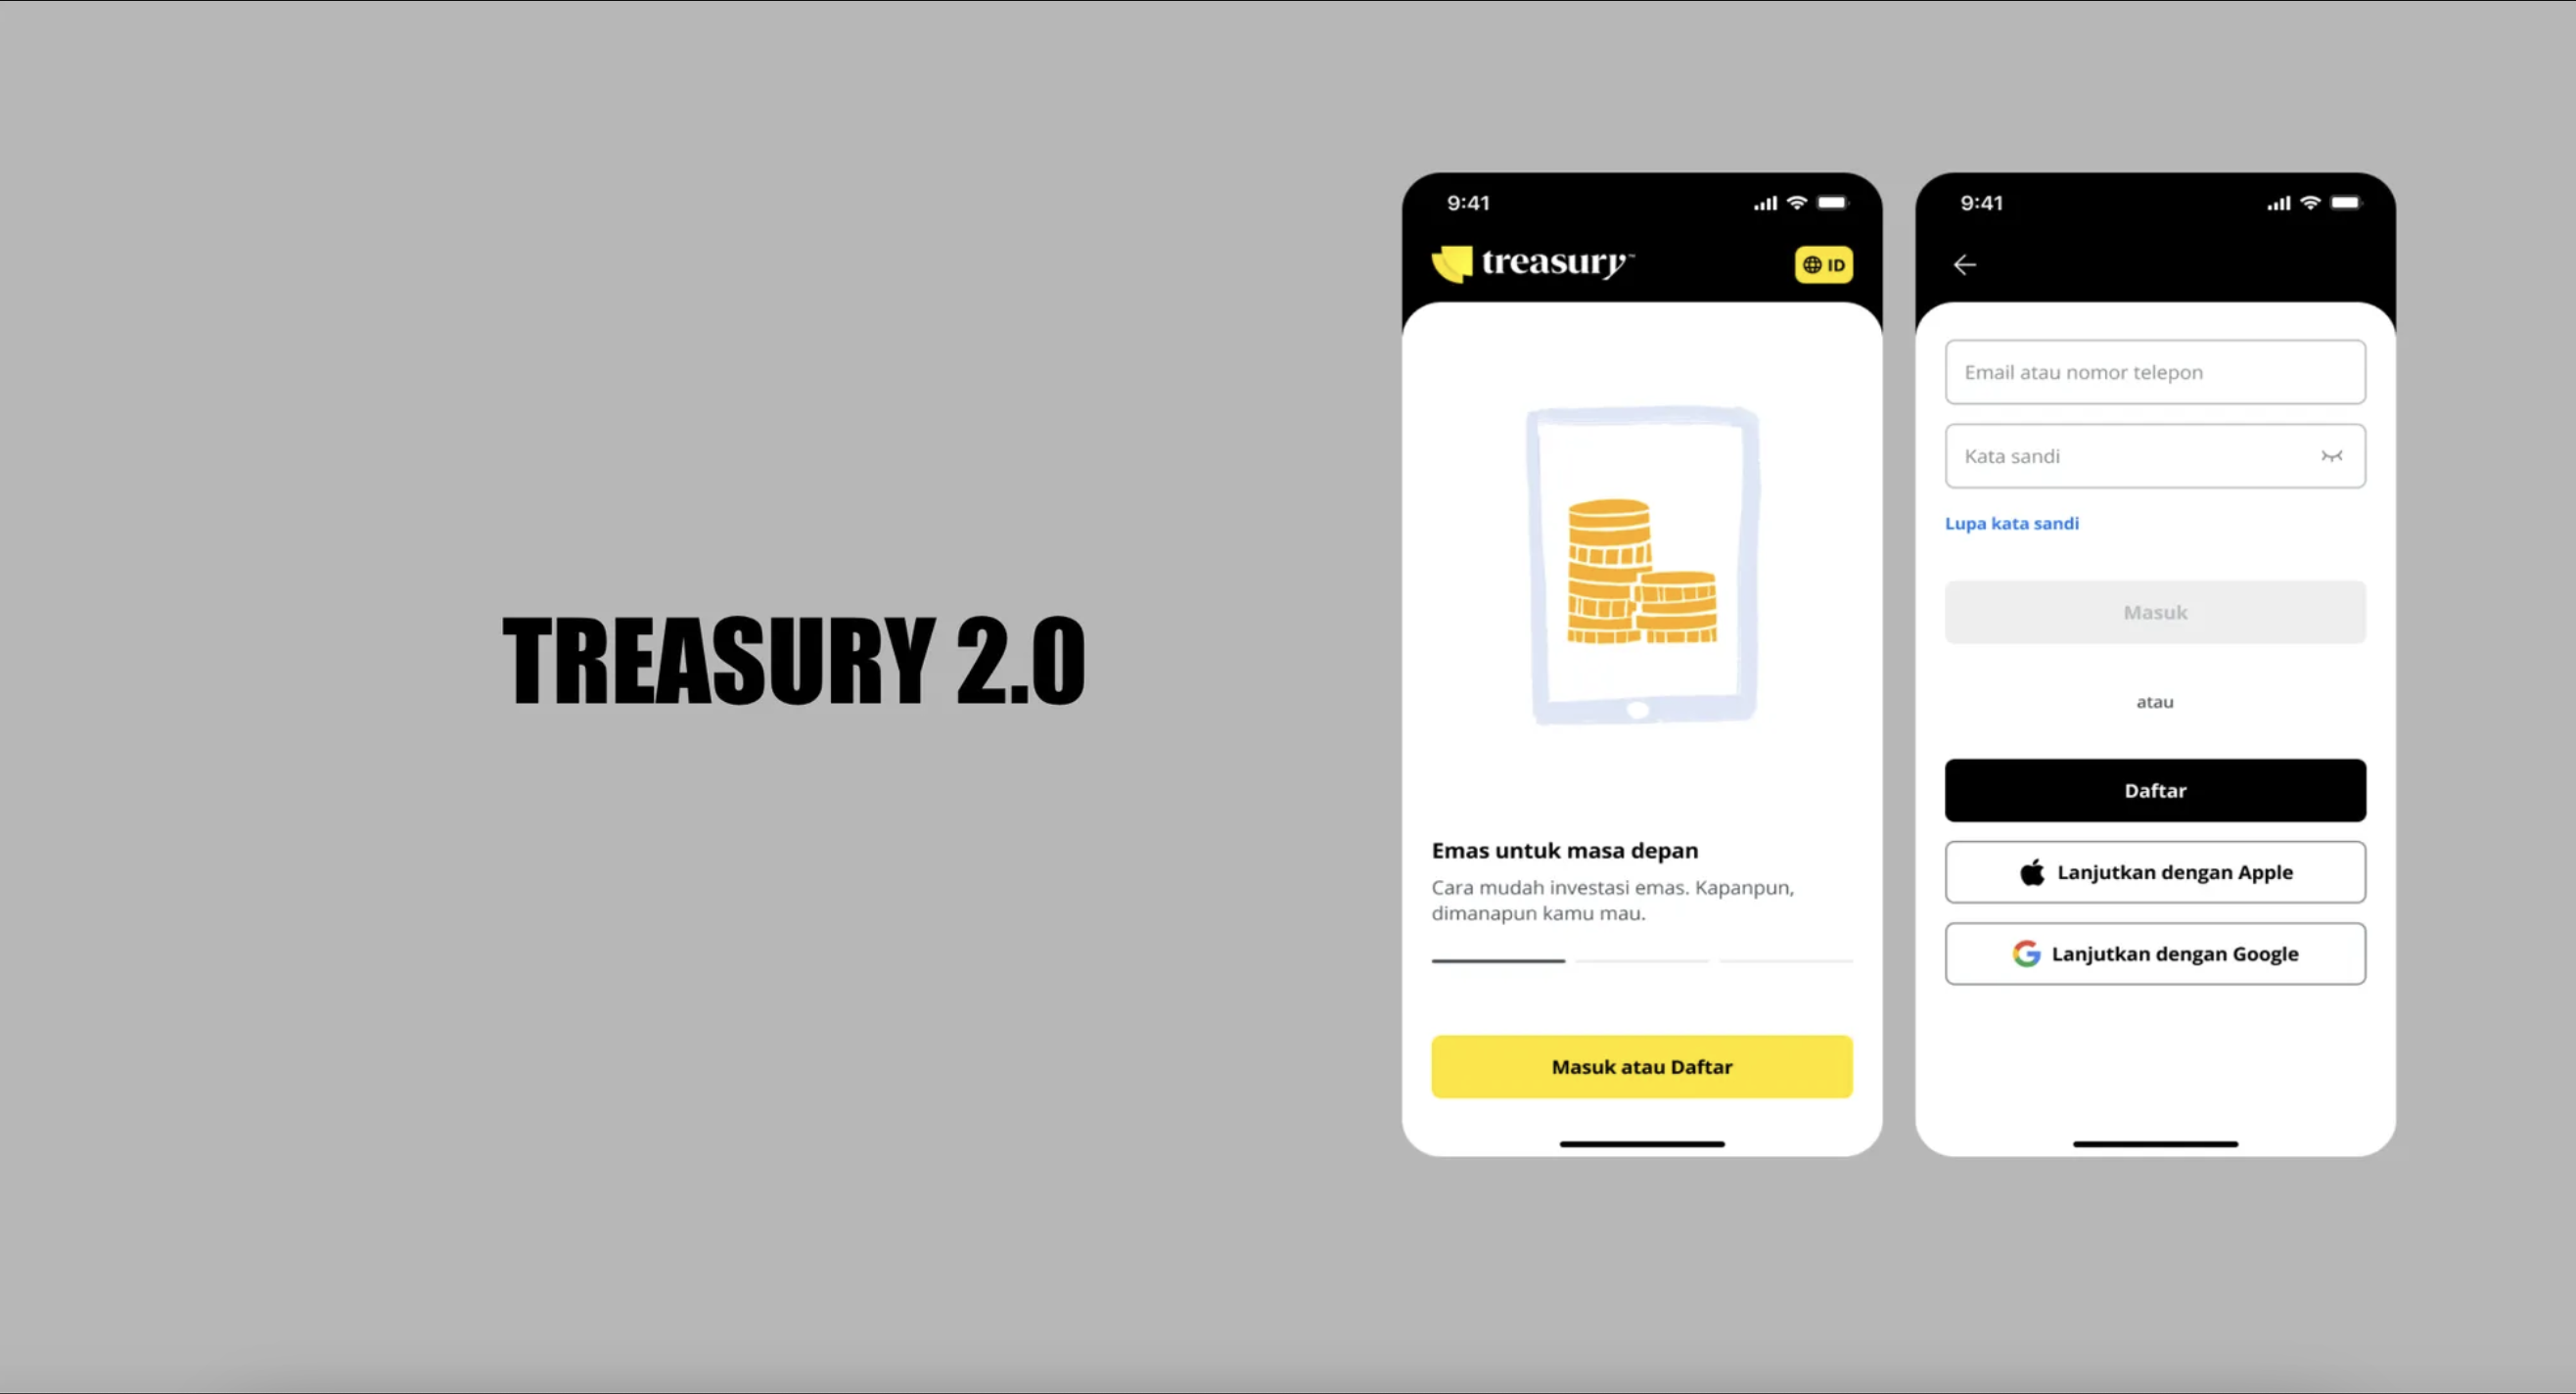 TREASURY 2.0
9:41
treasury™
ID
Emas untuk masa depan
Cara mudah investasi emas. Kapanpun,
dimanapun kamu mau.
Masuk atau Daftar
9:41
Email atau nomor telepon
Kata sandi
Lupa kata sandi
Masuk
atau
Daftar
Lanjutkan dengan Apple
Lanjutkan dengan Google